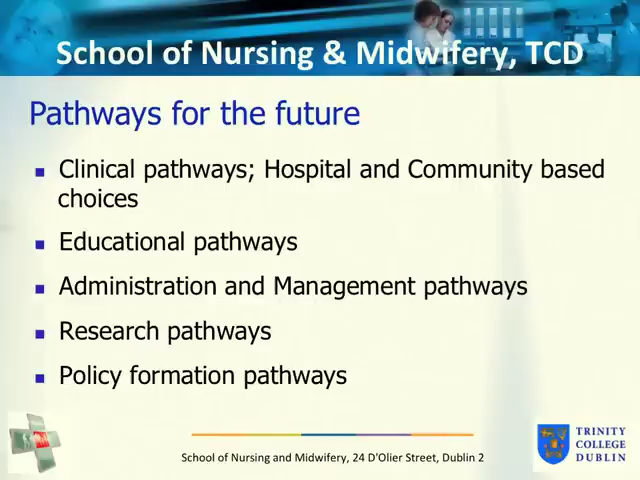 School of Nursing & Midwifery, TCD
Pathways for the future
Clinical pathways; Hospital and Community based
choices
Educational pathways
Administration and Management pathways
Research pathways
Policy formation pathways
School of Nursing and Midwifery, 24 D'Olier Street, Dublin 2
TRINITY
COLLEGE
DUBLIN